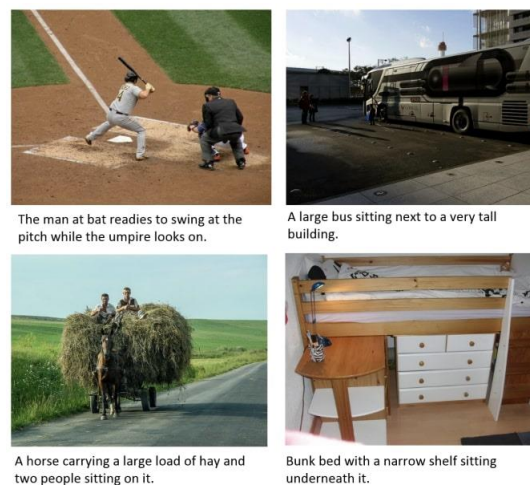 The man at bat readies to swing at the
pitch while the umpire looks on.
A large bus sitting next to a very tall
building.
A horse carrying a large load of hay and
two people sitting on it.
Bunk bed with a narrow shelf sitting
underneath it.